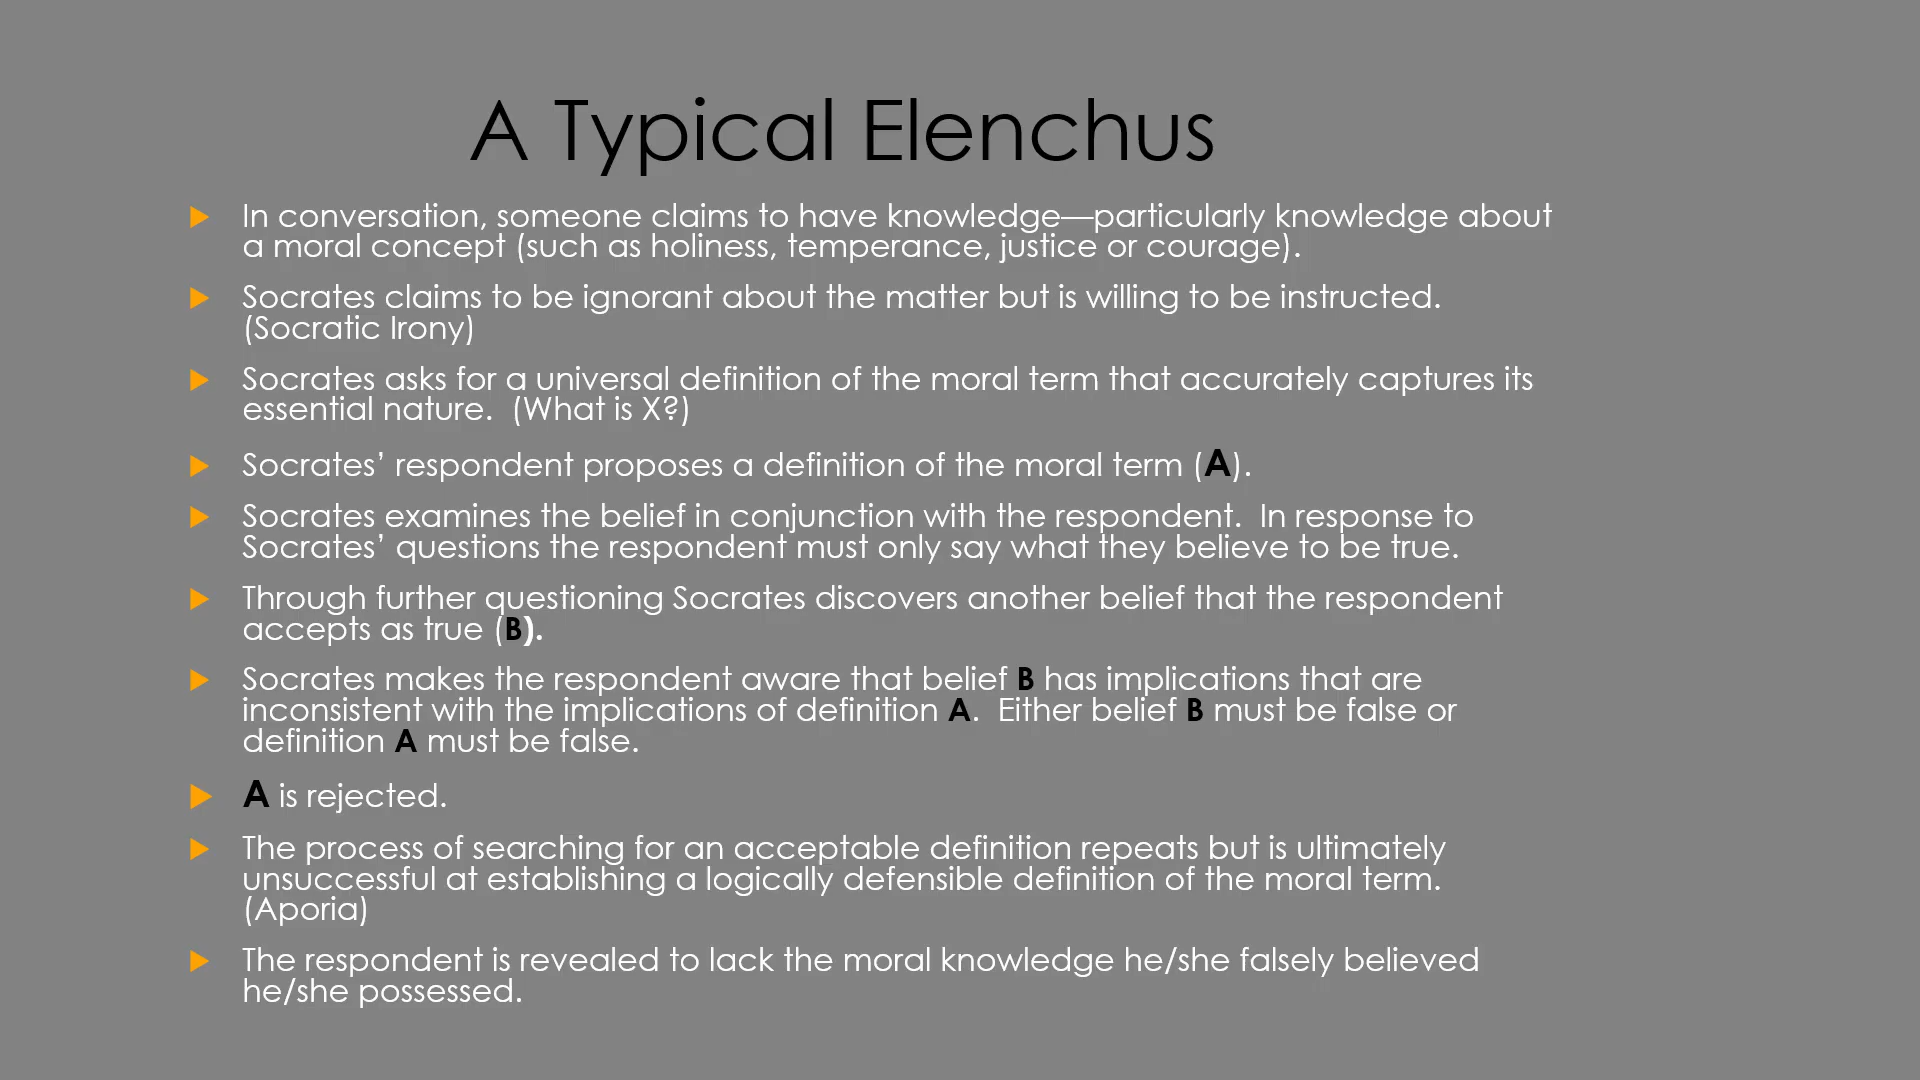 A Typical Elenchus
In conversation, someone claims to have knowledge—particularly knowledge about
a moral concept (such as holiness, temperance, justice or courage).
Socrates claims to be ignorant about the matter but is willing to be instructed.
(Socratic Irony)
Socrates asks for a universal definition of the moral term that accurately captures its
essential nature.  (What is X?)
Socrates’ respondent proposes a definition of the moral term (A).
Socrates examines the belief in conjunction with the respondent.  In response to
Socrates’ questions the respondent must only say what they believe to be true.
Through further questioning Socrates discovers another belief that the respondent
accepts as true (B).
Socrates makes the respondent aware that belief B has implications that are
inconsistent with the implications of definition A.  Either belief B must be false or
definition A must be false.
A is rejected.
The process of searching for an acceptable definition repeats but is ultimately
unsuccessful at establishing a logically defensible definition of the moral term.
(Aporia)
The respondent is revealed to lack the moral knowledge he/she falsely believed
he/she possessed.